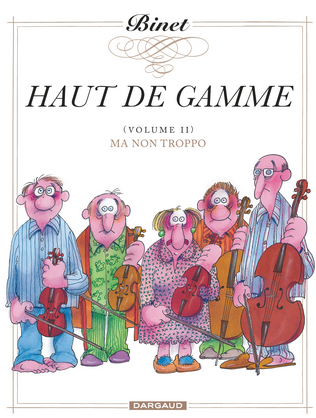 Binet
HAUT DE GAMME
(VOLUME II)
MA NON TROPPO
DARGAUD